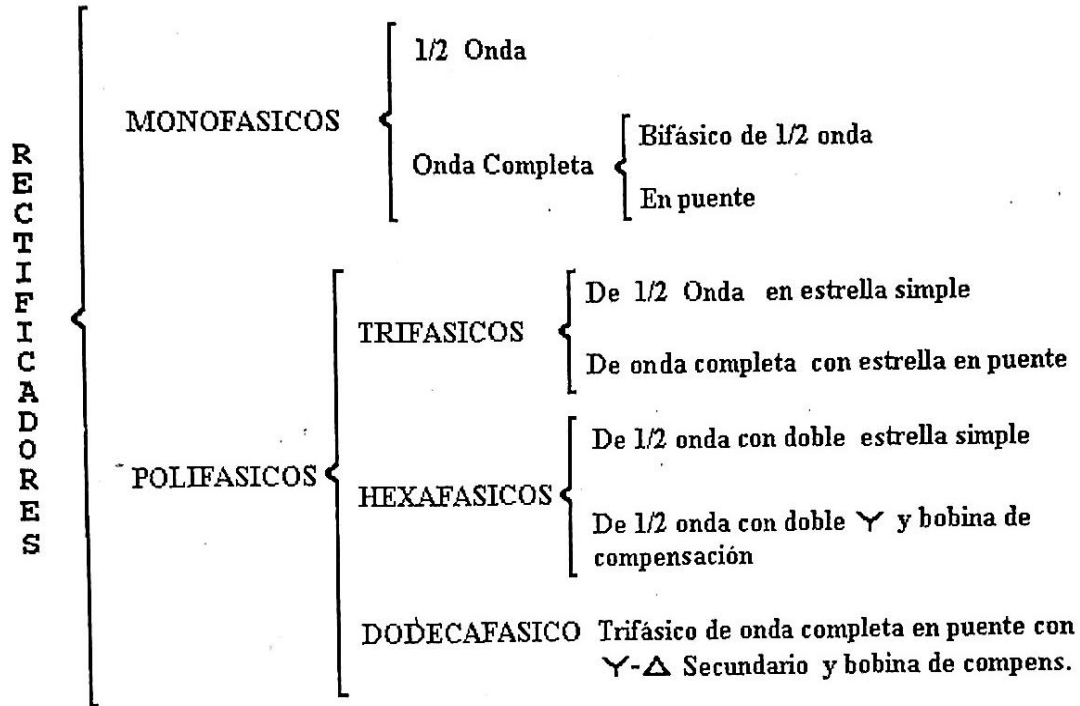 RECTIFICADORES
MONOFASICOS
1/2 Onda
Onda Completa
Bifásico de 1/2 onda
En puente
POLIFASICOS
TRIFASICOS
De 1/2 Onda en estrella simple
De onda completa con estrella en puente
HEXAFASICOS
De 1/2 onda con doble estrella simple
De 1/2 onda con doble Y y bobina de
compensación
DODECAFASICO
Trifásico de onda completa en puente con
Y-Δ Secundario y bobina de compens.